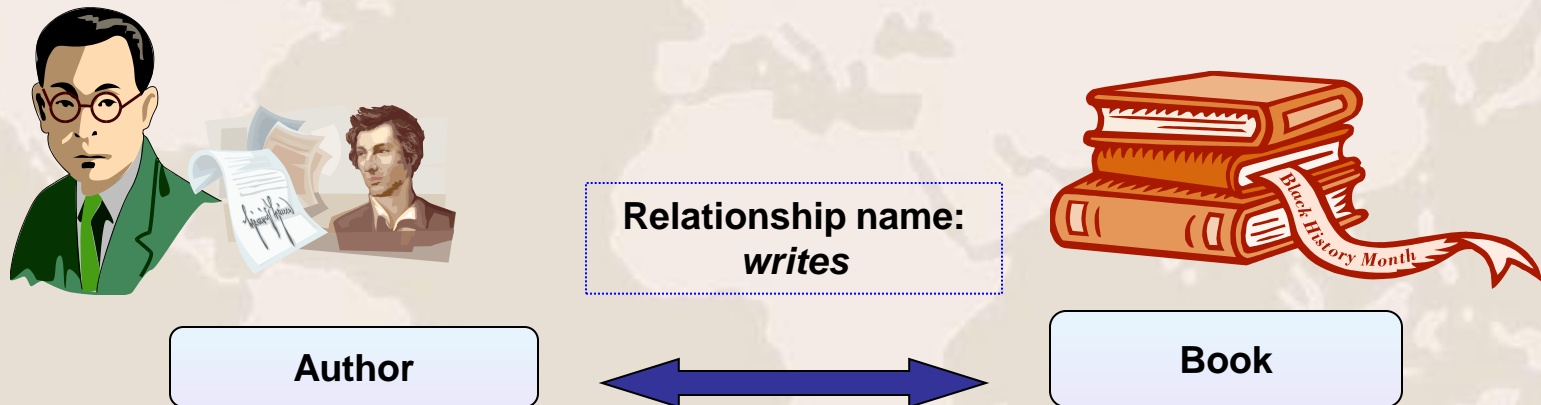 Relationship name:
writes
Black History Month
Author
Book